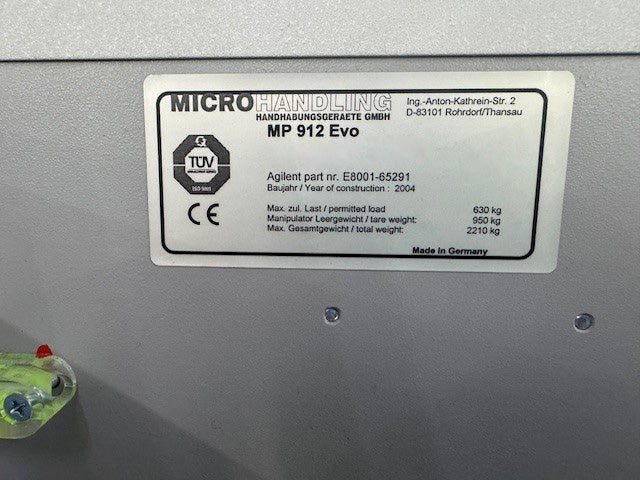 MICROHANDLING
HANDHABUNGSGERAETE GMBH
Ing.-Anton-Kathrein-Str. 2
D-83101 Rohrdorf/Thansau
MP 912 Evo
TÜV
ISO 9001
CE
Agilent part nr. E8001-65291
Baujahr / Year of construction : 2004
Max. zul. Last / permitted load 630 kg
Manipulator Leergewicht / tare weight: 950 kg
Max. Gesamtgewicht / total weight: 2210 kg
Made in Germany